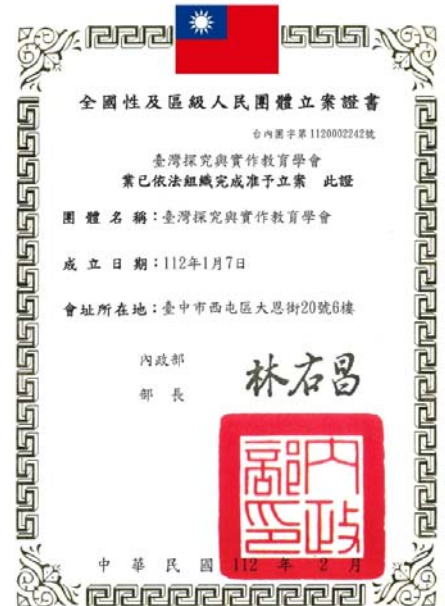 全國性及區級人民團體立案證書
台內團字第1120002242號
臺灣探究與實作教育學會
業已依法組織完成准予立案 此證
團體名稱：臺灣探究與實作教育學會
成立日期：112年1月7日
會址所在地：臺中市西屯區大恩街20號6樓
內政部
部長 林右昌
內政部印
中華民國 112 年 2 月